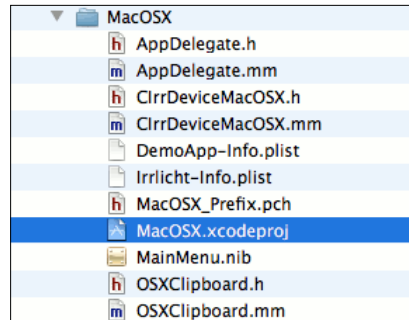 MacOSX
h AppDelegate.h
m AppDelegate.mm
h CIrrDeviceMacOSX.h
m CIrrDeviceMacOSX.mm
DemoApp-Info.plist
Irrlicht-Info.plist
h MacOSX_Prefix.pch
MacOSX.xcodeproj
MainMenu.nib
h OSXClipboard.h
m OSXClipboard.mm